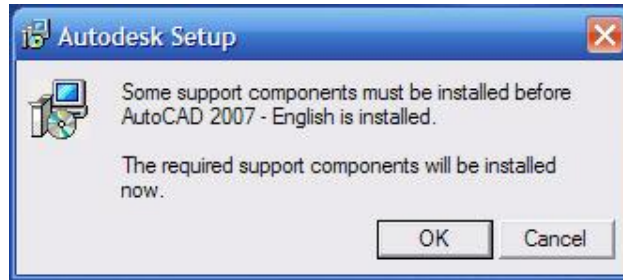 Autodesk Setup
Some support components must be installed before
AutoCAD 2007 - English is installed.
The required support components will be installed
now.
OK
Cancel